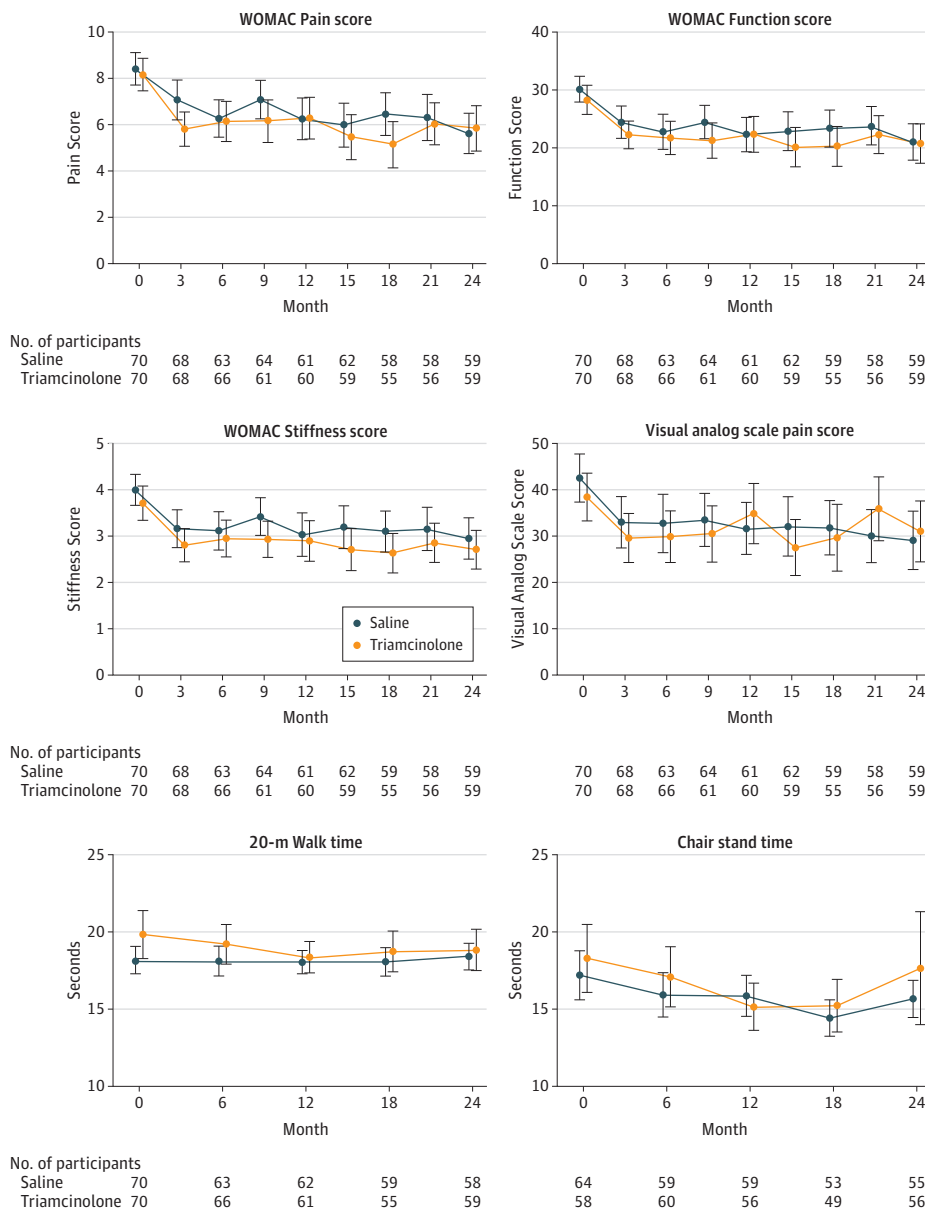 WOMAC Pain score
10
8
6
4
2
0
Pain Score
0 3 6 9 12 15 18 21 24
Month
No. of participants
Saline 70 68 63 64 61 62 58 58 59
Triamcinolone 70 68 66 61 60 59 55 56 59
WOMAC Function score
40
30
20
10
0
Function Score
0 3 6 9 12 15 18 21 24
Month
70 68 63 64 61 62 59 58 59
70 68 66 61 60 59 55 56 59
WOMAC Stiffness score
5
4
3
2
1
0
Stiffness Score
Saline
Triamcinolone
0 3 6 9 12 15 18 21 24
Month
No. of participants
Saline 70 68 63 64 61 62 59 58 59
Triamcinolone 70 68 66 61 60 59 55 56 59
Visual analog scale pain score
50
40
30
20
10
0
Visual Analog Scale Score
0 3 6 9 12 15 18 21 24
Month
70 68 63 64 61 62 59 58 59
70 68 66 61 60 59 55 56 59
20-m Walk time
25
20
15
10
Seconds
0 6 12 18 24
Month
No. of participants
Saline 70 63 62 59 58
Triamcinolone 70 66 61 55 59
Chair stand time
25
20
15
10
Seconds
0 6 12 18 24
Month
64 59 59 53 55
58 60 56 49 56